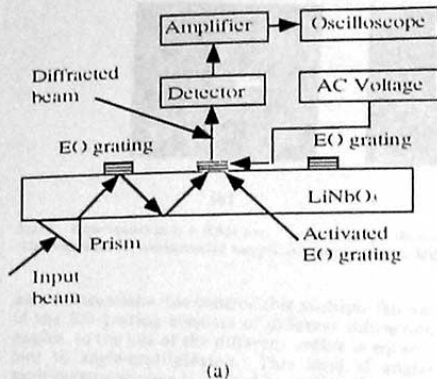 Amplifier
Oscilloscope
Diffracted
beam
Detector
AC Voltage
EO grating
EO grating
LiNbO₃
Prism
Activated
EO grating
Input
beam
(a)